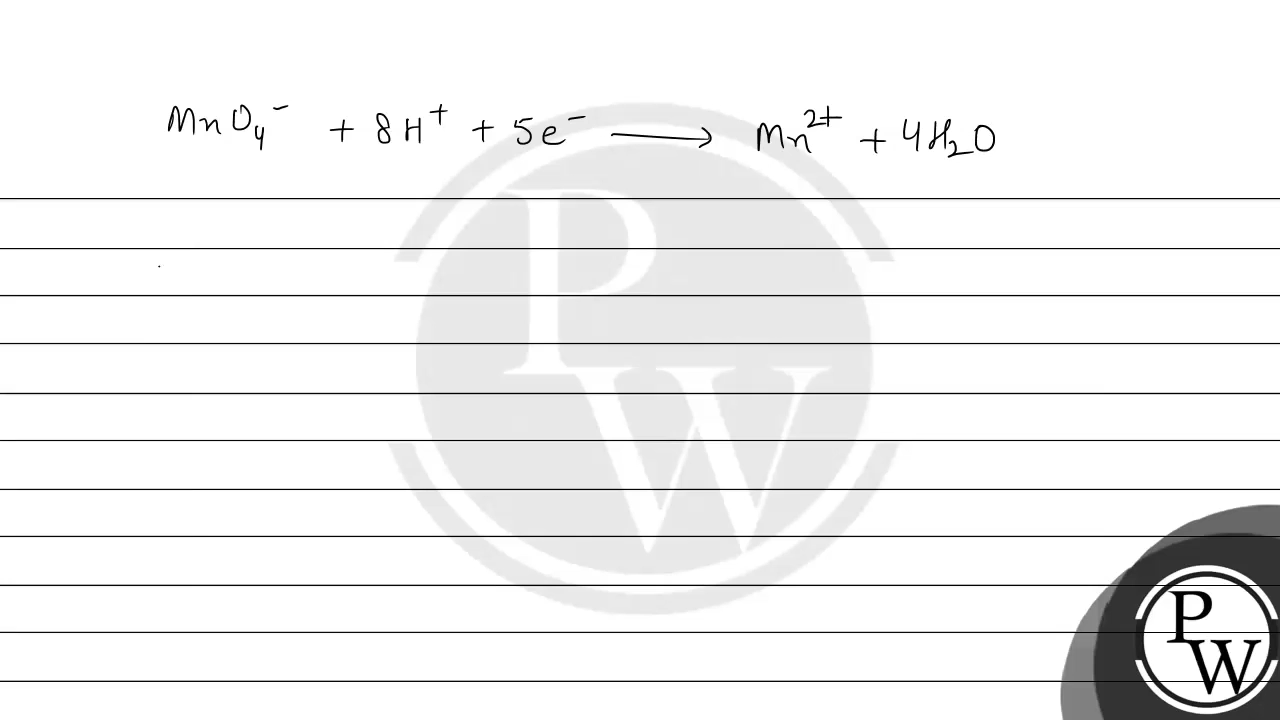 MnO₄⁻ + 8H⁺ + 5e⁻ ⟶ Mn²⁺ + 4H₂O
P
W
P
W